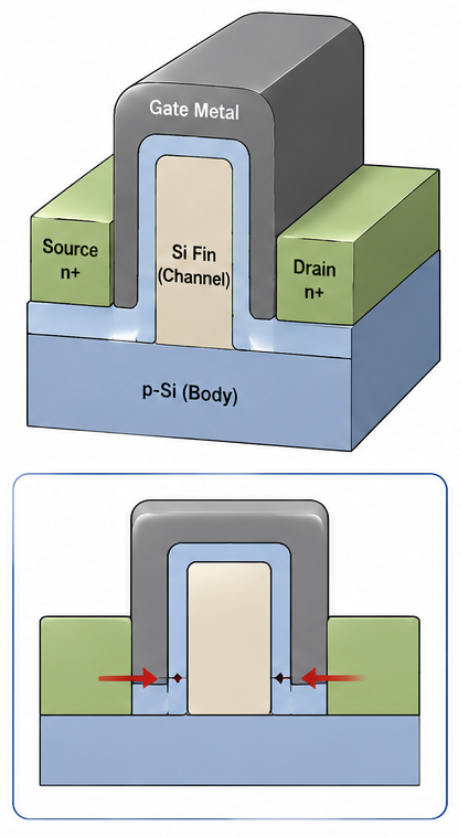 Gate Metal
Source
n+
Si Fin
(Channel)
Drain
n+
p-Si (Body)